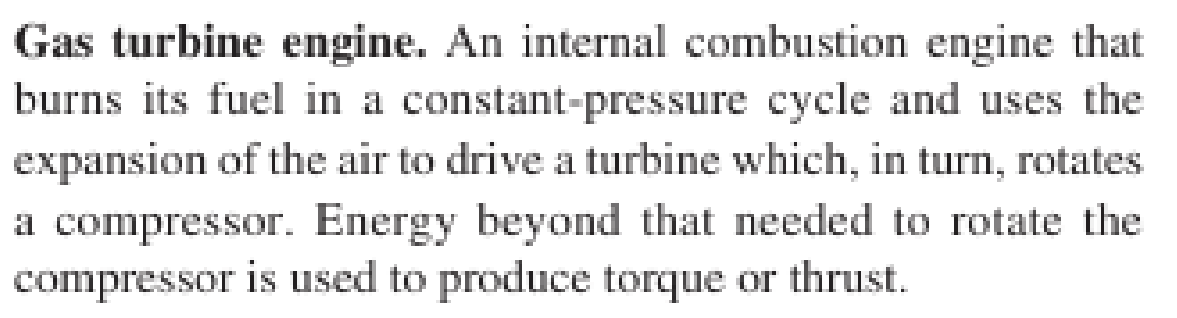 Gas turbine engine. An internal combustion engine that
burns its fuel in a constant-pressure cycle and uses the
expansion of the air to drive a turbine which, in turn, rotates
a compressor. Energy beyond that needed to rotate the
compressor is used to produce torque or thrust.